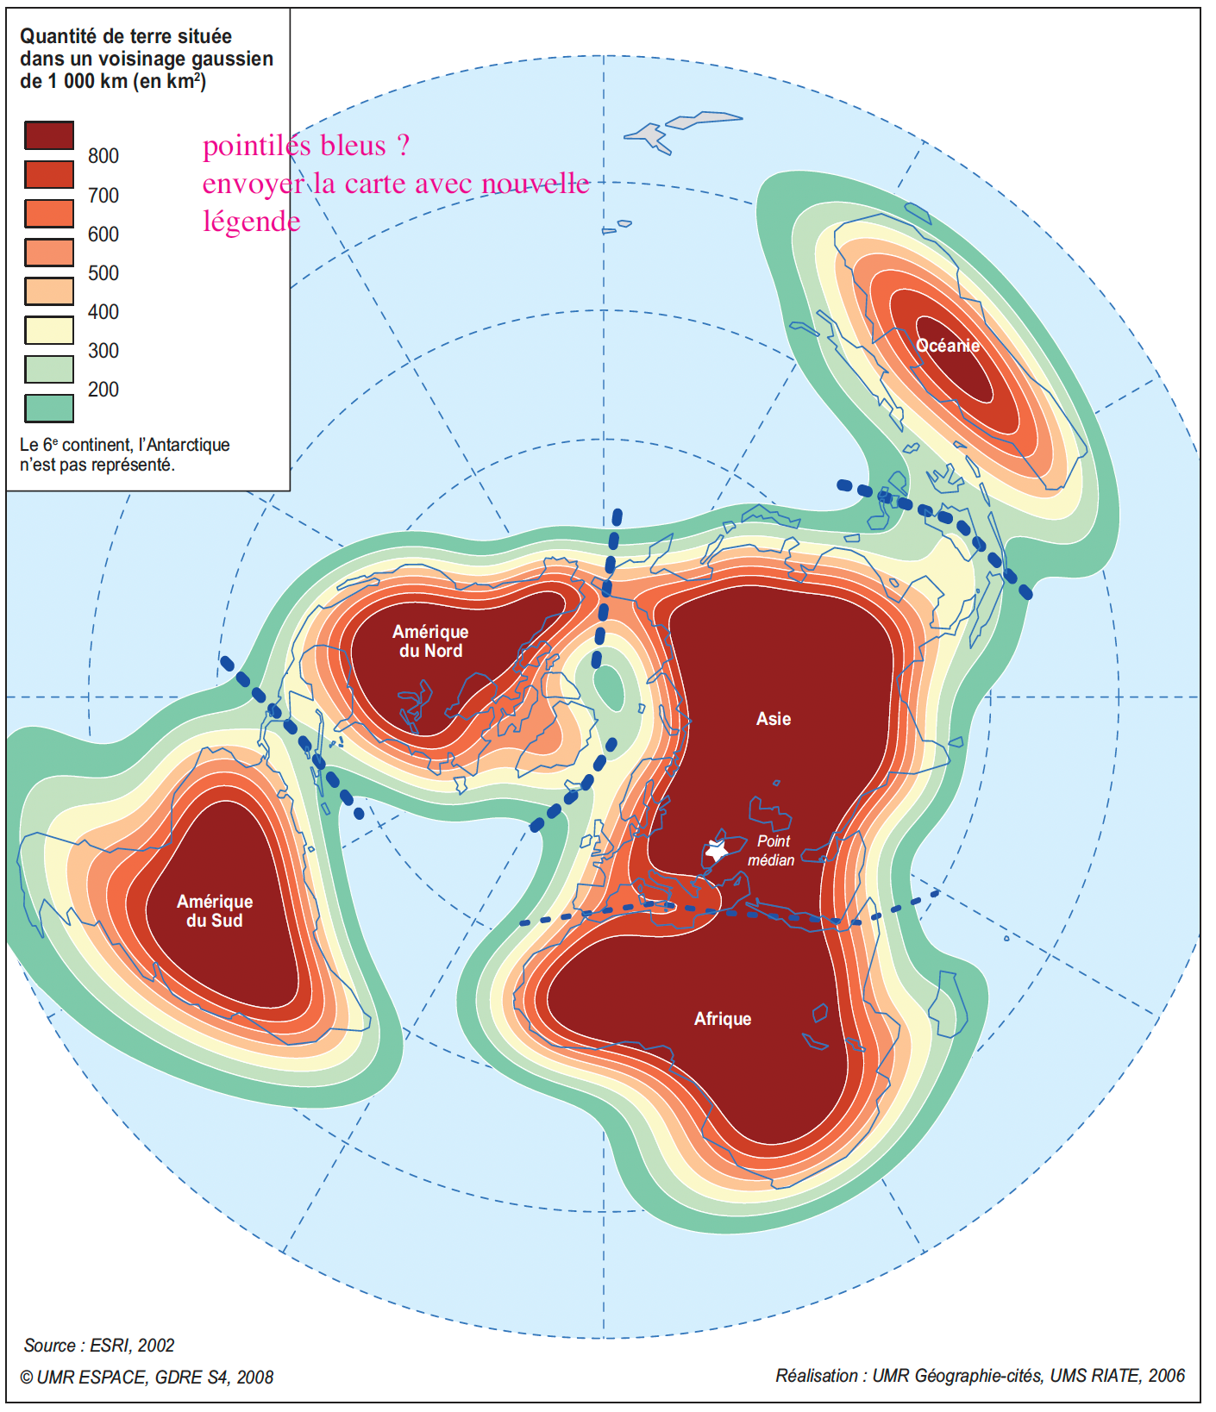 Quantité de terre située
dans un voisinage gaussien
de 1 000 km (en km²)
800
700
600
500
400
300
200
Le 6e continent, l'Antarctique
n'est pas représenté.
pointilés bleus ?
envoyer la carte avec nouvelle
légende
Océanie
Amérique
du Nord
Asie
Point
médian
Amérique
du Sud
Afrique
Source : ESRI, 2002
© UMR ESPACE, GDRE S4, 2008
Réalisation : UMR Géographie-cités, UMS RIATE, 2006